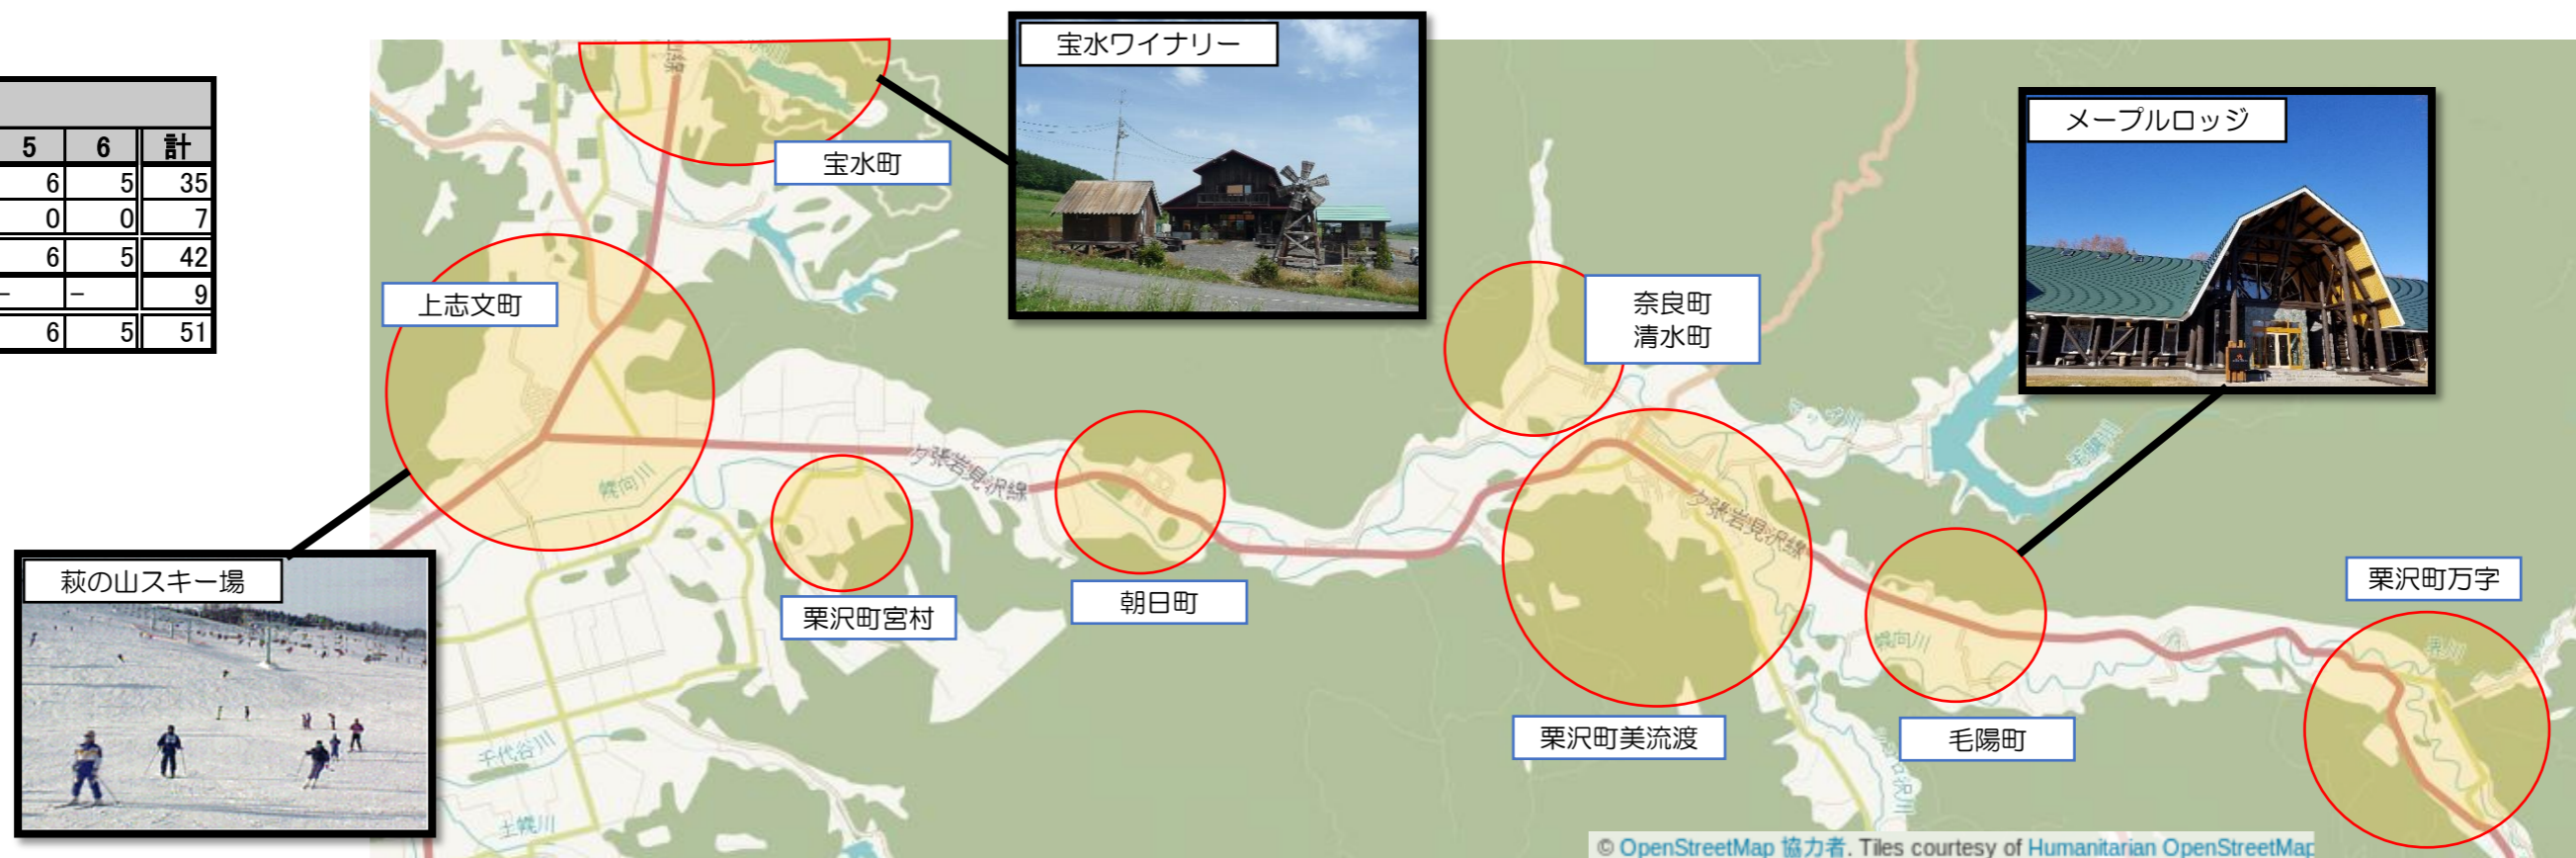 5 6 計
6 5 35
0 0 7
6 5 42
- - 9
6 5 51
宝水ワイナリー
メープルロッジ
宝水町
上志文町
奈良町
清水町
夕張岩見沢線
幌向川
夕張岩見沢線
萩の山スキー場
栗沢町宮村
朝日町
栗沢町万字
幌向川
栗沢町美流渡
毛陽町
千代谷川
土幌川
© OpenStreetMap 協力者. Tiles courtesy of Humanitarian OpenStreetMap